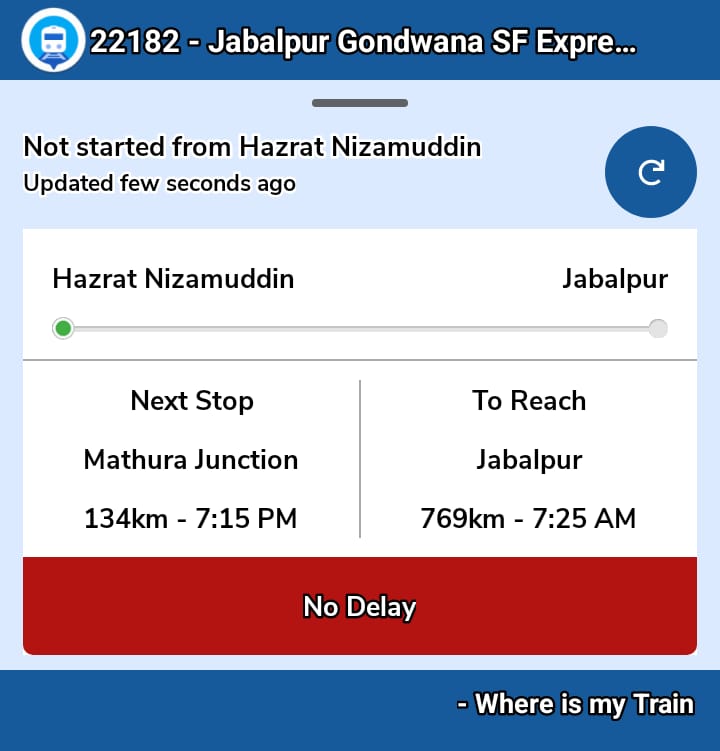 22182 - Jabalpur Gondwana SF Expre...
Not started from Hazrat Nizamuddin
Updated few seconds ago
Hazrat Nizamuddin
Jabalpur
Next Stop
Mathura Junction
134km - 7:15 PM
To Reach
Jabalpur
769km - 7:25 AM
No Delay
- Where is my Train